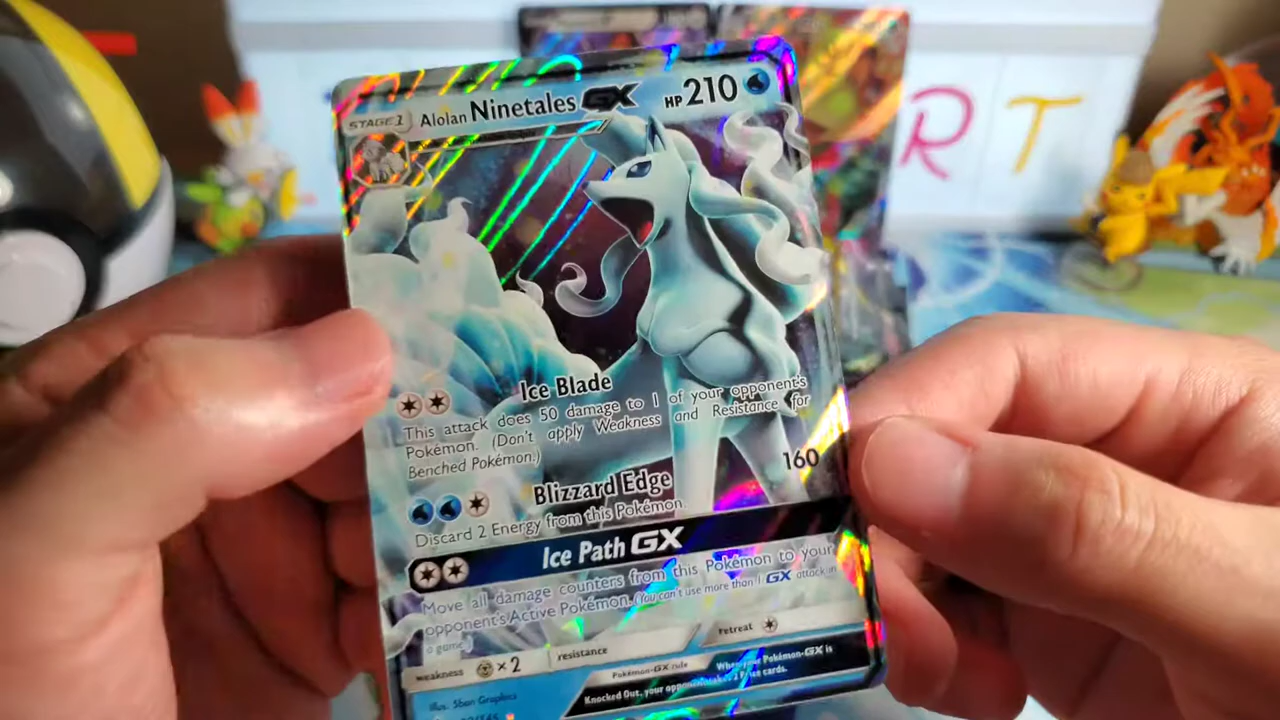 R T
STAGE 1 Alolan Ninetales GX HP 210
Ice Blade
This attack does 50 damage to 1 of your opponent's
Pokémon. (Don't apply Weakness and Resistance for
Benched Pokémon.)
Blizzard Edge 160
Discard 2 Energy from this Pokémon.
Ice Path GX
Move all damage counters from this Pokémon to your
opponent's Active Pokémon. (You can't use more than 1 GX attack in
a game.)
weakness ×2 resistance retreat
Pokémon-GX rule When your Pokémon-GX is
Knocked Out, your opponent takes 2 Prize cards.
Illus. 5ban Graphics